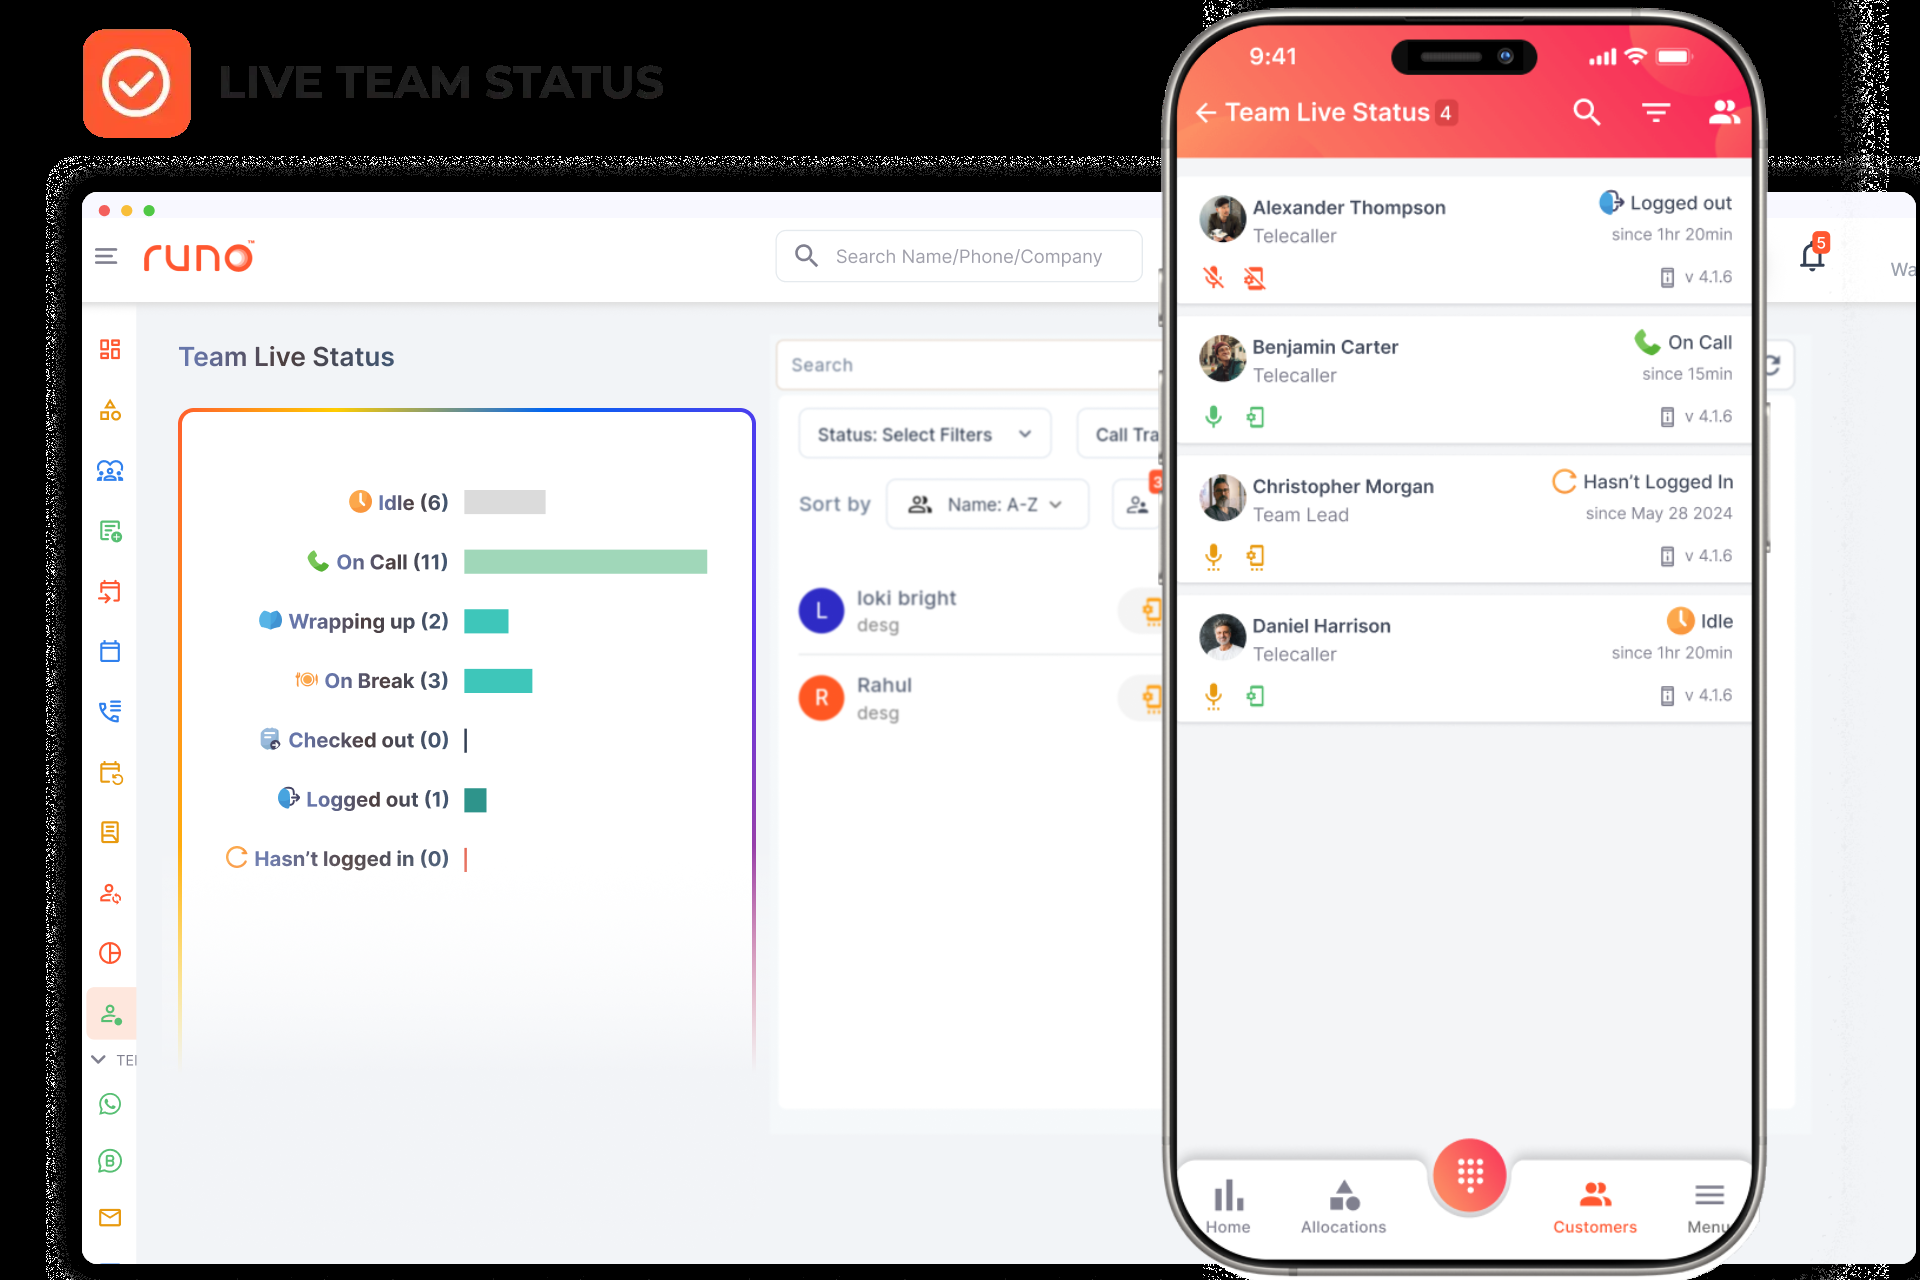 LIVE TEAM STATUS
runo™
Search Name/Phone/Company
5
Wa
Team Live Status
Idle (6)
On Call (11)
Wrapping up (2)
On Break (3)
Checked out (0)
Logged out (1)
Hasn't logged in (0)
TEI
Search
Status: Select Filters
Call Tra
Sort by
Name: A-Z
3
L
loki bright
desg
R
Rahul
desg
9:41
Team Live Status 4
Alexander Thompson
Logged out
Telecaller
since 1hr 20min
v 4.1.6
Benjamin Carter
On Call
Telecaller
since 15min
v 4.1.6
Christopher Morgan
Hasn't Logged In
Team Lead
since May 28 2024
v 4.1.6
Daniel Harrison
Idle
Telecaller
since 1hr 20min
v 4.1.6
Home
Allocations
Customers
Menu